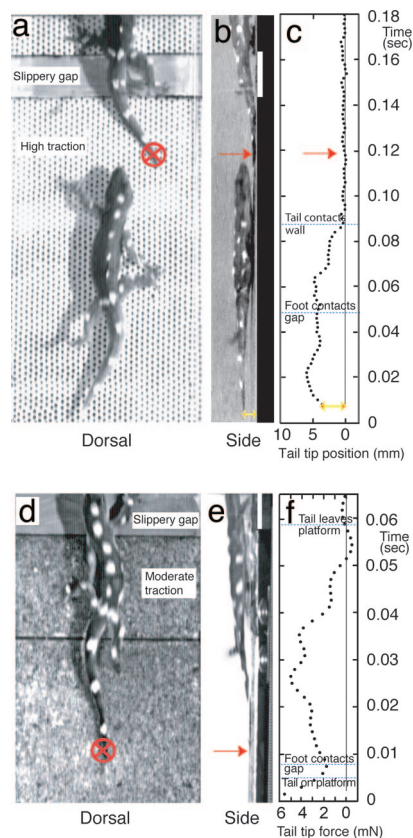 a
Slippery gap
High traction
Dorsal
b
Side
c
0.18
Time
(sec)
0.16
0.14
0.12
0.10
Tail contacts
wall
0.08
0.06
Foot contacts
gap
0.04
0.02
0
10 5 0
Tail tip position (mm)
d
Slippery gap
Moderate
traction
Dorsal
e
Side
f
Tail leaves
0.06
platform
Time
(sec)
0.05
0.04
0.03
0.02
0.01
Foot contacts
gap
Tail on platform
0
6 4 2 0
Tail tip force (mN)